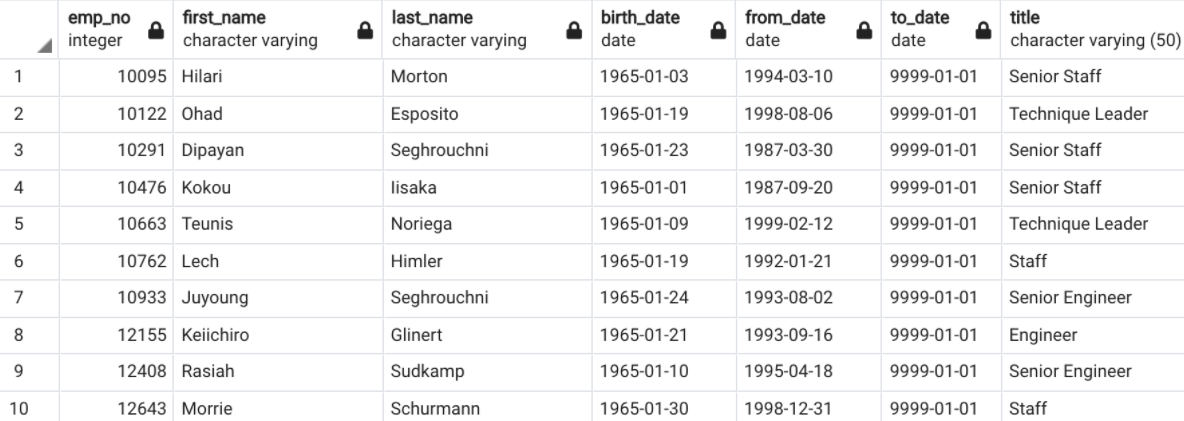 emp_no first_name last_name birth_date from_date to_date title
integer character varying character varying date date date character varying (50)
1 10095 Hilari Morton 1965-01-03 1994-03-10 9999-01-01 Senior Staff
2 10122 Ohad Esposito 1965-01-19 1998-08-06 9999-01-01 Technique Leader
3 10291 Dipayan Seghrouchni 1965-01-23 1987-03-30 9999-01-01 Senior Staff
4 10476 Kokou Iisaka 1965-01-01 1987-09-20 9999-01-01 Senior Staff
5 10663 Teunis Noriega 1965-01-09 1999-02-12 9999-01-01 Technique Leader
6 10762 Lech Himler 1965-01-19 1992-01-21 9999-01-01 Staff
7 10933 Juyoung Seghrouchni 1965-01-24 1993-08-02 9999-01-01 Senior Engineer
8 12155 Keiichiro Glinert 1965-01-21 1993-09-16 9999-01-01 Engineer
9 12408 Rasiah Sudkamp 1965-01-10 1995-04-18 9999-01-01 Senior Engineer
10 12643 Morrie Schurmann 1965-01-30 1998-12-31 9999-01-01 Staff